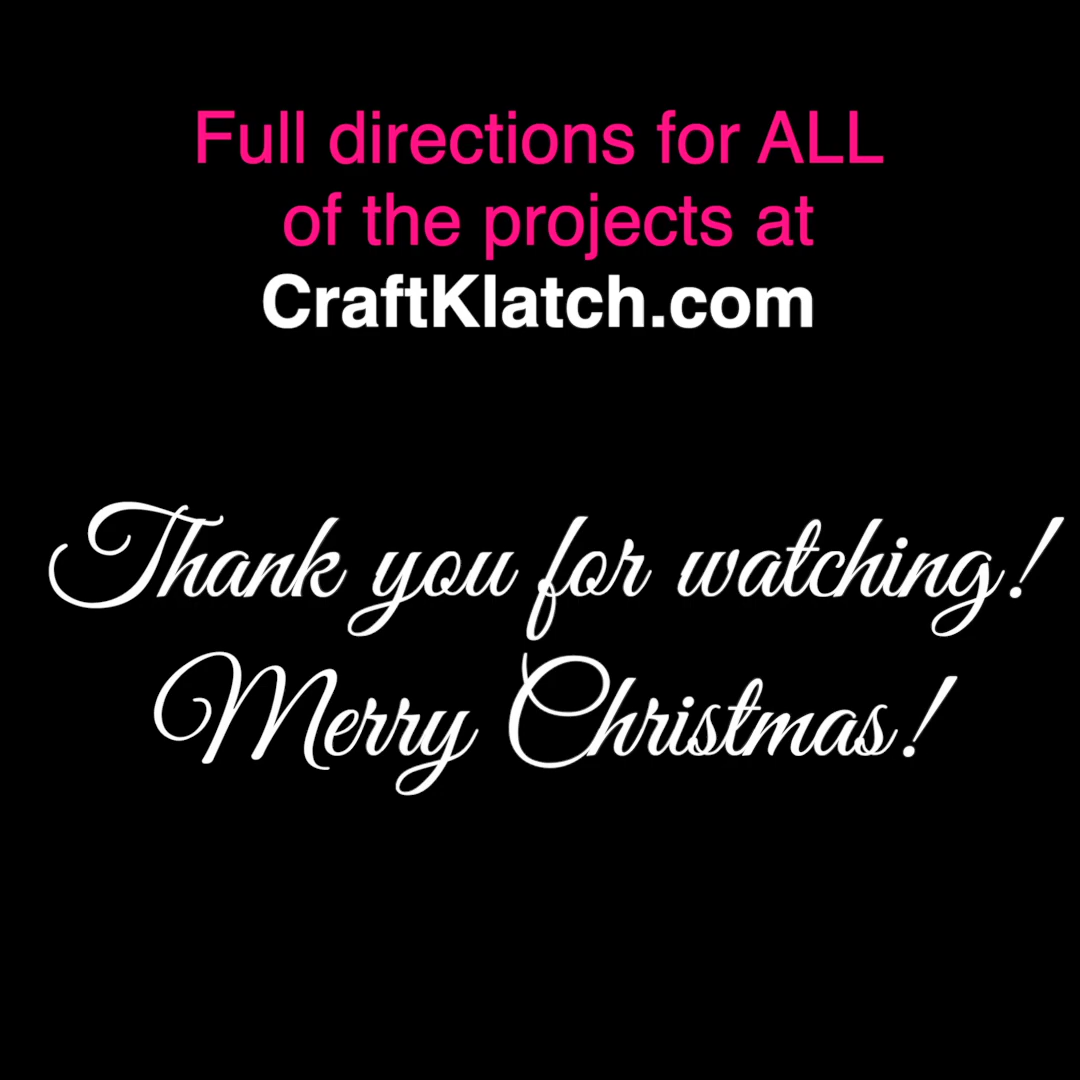 Full directions for ALL
of the projects at
CraftKlatch.com
Thank you for watching!
Merry Christmas!